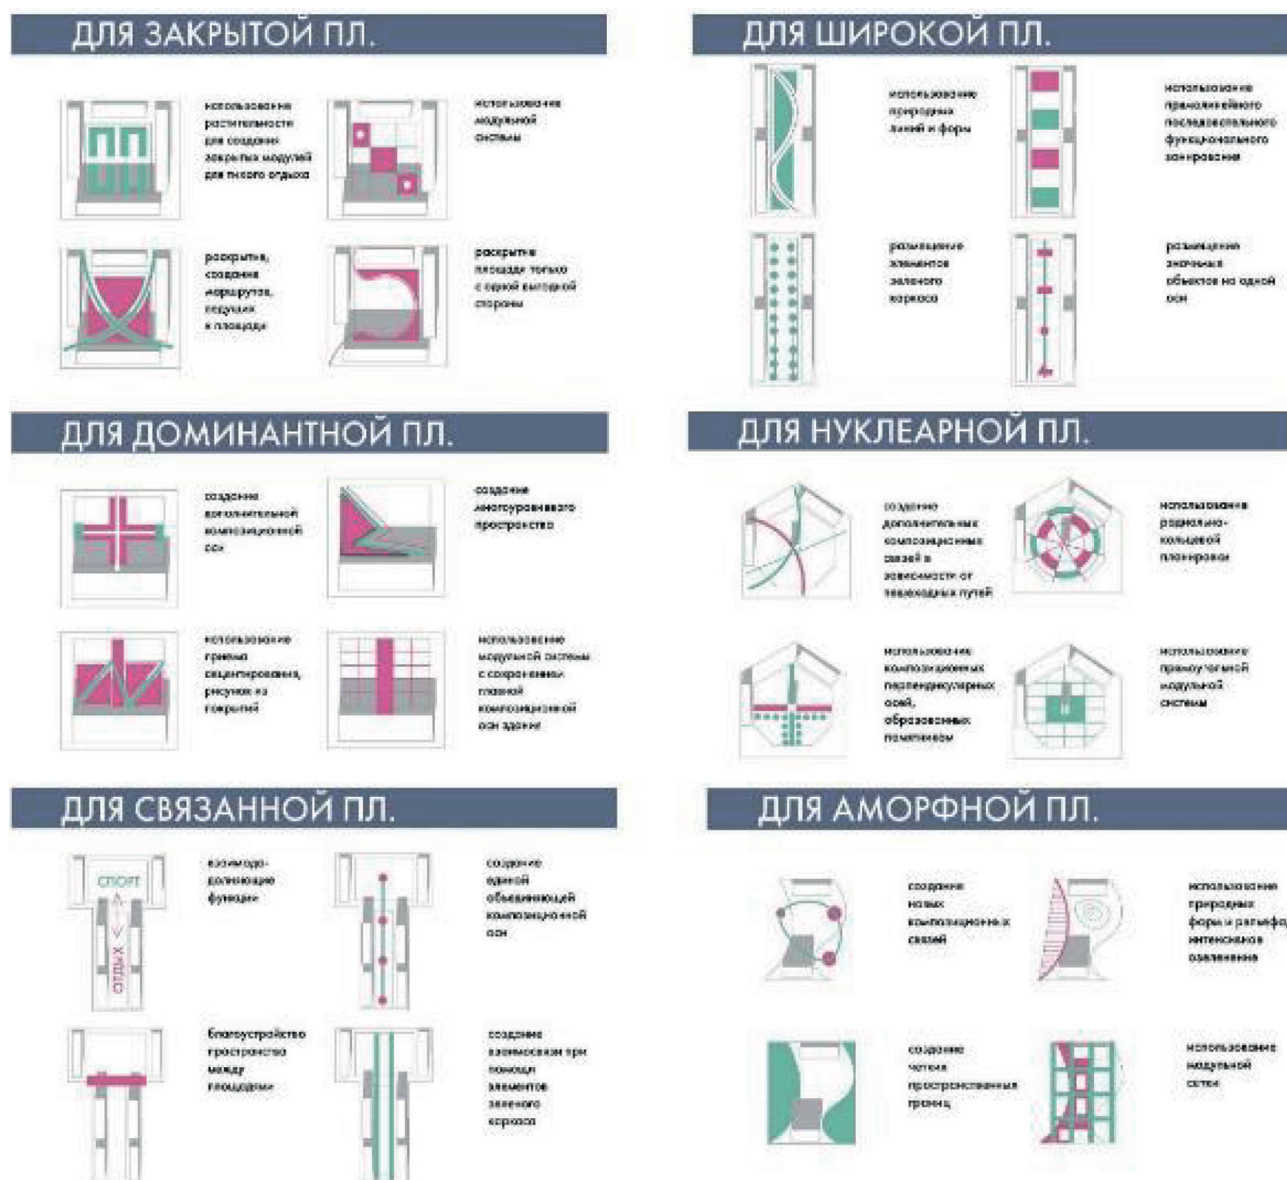 ДЛЯ ЗАКРЫТОЙ ПЛ.
использование
растительности
для создания
закрытых модулей
для тихого отдыха
использование
модульной
системы
раскрытие,
создание
маршрутов,
ведущих
к площади
раскрытие
площади только
с одной выгодной
стороны
ДЛЯ ШИРОКОЙ ПЛ.
использование
природных
линий и форм
использование
прямолинейного
последовательного
функционального
зонирования
размещение
элементов
зеленого
каркаса
размещение
значимых
объектов на одной
оси
ДЛЯ ДОМИНАНТНОЙ ПЛ.
создание
дополнительной
композиционной
оси
создание
многоуровневого
пространства
использование
приема
акцентирования,
рисунок из
покрытий
использование
модульной системы
с сохранением
главной
композиционной
оси здания
ДЛЯ НУКЛЕАРНОЙ ПЛ.
создание
дополнительных
композиционных
связей в
зависимости от
пешеходных путей
использование
радиально-
кольцевой
планировки
использование
композиционных
перпендикулярных
осей,
образованных
памятником
использование
прямоугольной
модульной
системы
ДЛЯ СВЯЗАННОЙ ПЛ.
СПОРТ
ОТДЫХ
взаимодо-
полняющие
функции
создание
единой
объединяющей
композиционной
оси
благоустройство
пространства
между
площадями
создание
взаимосвязи при
помощи
элементов
зеленого
каркаса
ДЛЯ АМОРФНОЙ ПЛ.
создание
новых
композиционных
связей
использование
природных
форм и рельефа,
интенсивное
озеленение
создание
четких
пространственных
границ
использование
модульной
сетки